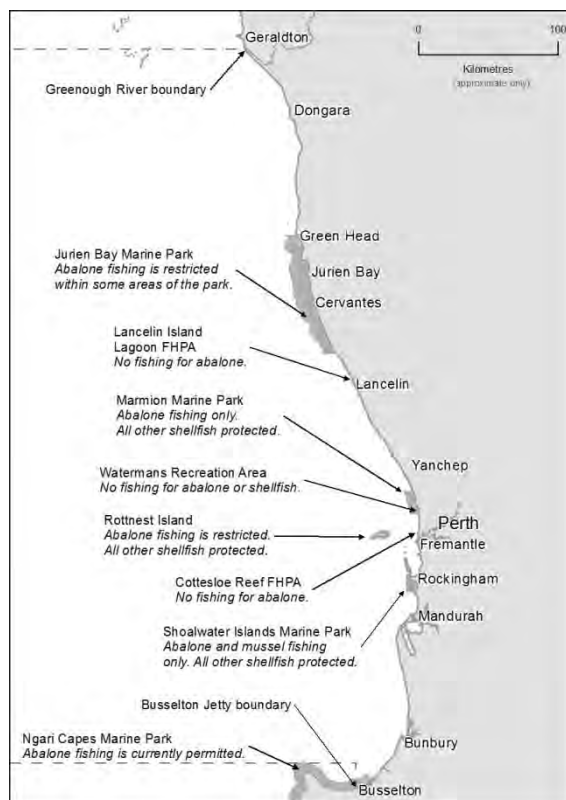 Geraldton
0
100
Kilometres
(approximate only)
Greenough River boundary
Dongara
Green Head
Jurien Bay Marine Park
Abalone fishing is restricted
within some areas of the park.
Jurien Bay
Cervantes
Lancelin Island
Lagoon FHPA
No fishing for abalone.
Lancelin
Marmion Marine Park
Abalone fishing only.
All other shellfish protected.
Yanchep
Watermans Recreation Area
No fishing for abalone or shellfish.
Perth
Rottnest Island
Abalone fishing is restricted.
All other shellfish protected.
Fremantle
Cottesloe Reef FHPA
No fishing for abalone.
Rockingham
Mandurah
Shoalwater Islands Marine Park
Abalone and mussel fishing
only. All other shellfish protected.
Busselton Jetty boundary
Bunbury
Ngari Capes Marine Park
Abalone fishing is currently permitted.
Busselton